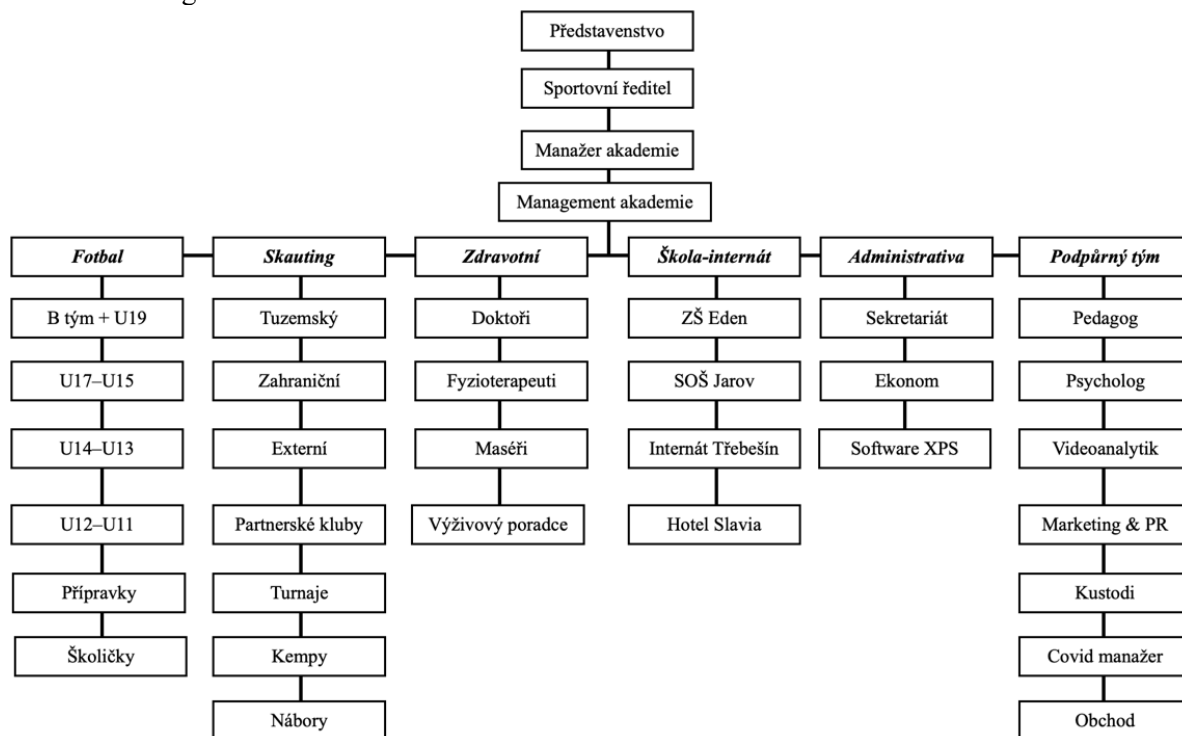 Představenstvo
Sportovní ředitel
Manažer akademie
Management akademie
Fotbal
B tým + U19
U17–U15
U14–U13
U12–U11
Přípravky
Školičky
Skauting
Tuzemský
Zahraniční
Externí
Partnerské kluby
Turnaje
Kempy
Nábory
Zdravotní
Doktoři
Fyzioterapeuti
Maséři
Výživový poradce
Škola-internát
ZŠ Eden
SOŠ Jarov
Internát Třebešín
Hotel Slavia
Administrativa
Sekretariát
Ekonom
Software XPS
Podpůrný tým
Pedagog
Psycholog
Videoanalytik
Marketing & PR
Kustodi
Covid manažer
Obchod